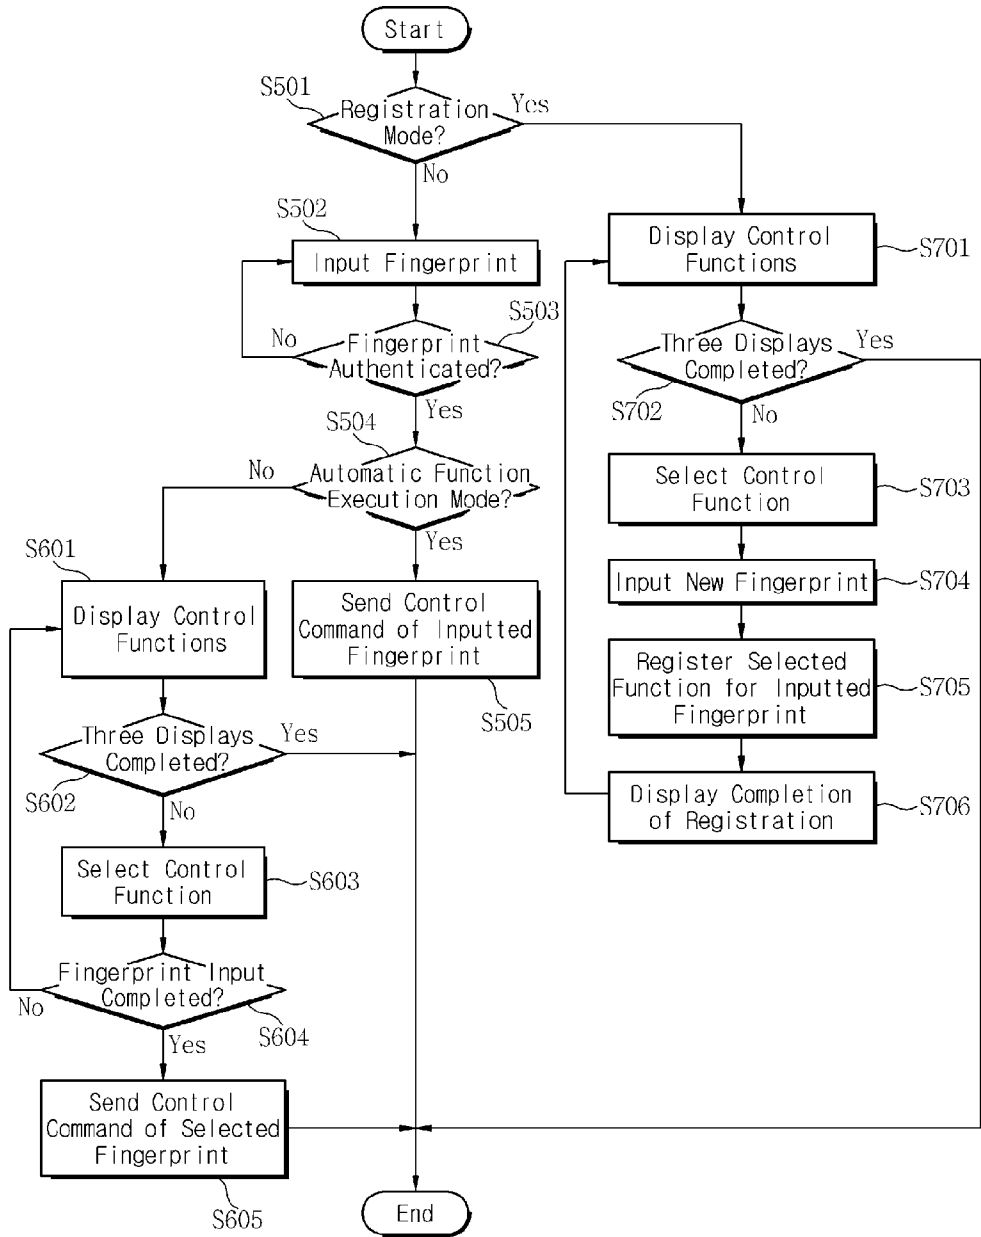 Start
S501
Registration
Mode?
Yes
No
S502
Input Fingerprint
S503
Fingerprint
Authenticated?
No
Yes
S504
Automatic Function
Execution Mode?
No
Yes
S601
Display Control
Functions
Send Control
Command of Inputted
Fingerprint
S505
Three Displays
Completed?
Yes
S602
No
Select Control
Function
S603
Fingerprint Input
Completed?
No
S604
Yes
Send Control
Command of Selected
Fingerprint
S605
End
Display Control
Functions
S701
Three Displays
Completed?
Yes
S702
No
Select Control
Function
S703
Input New Fingerprint
S704
Register Selected
Function for Inputted
Fingerprint
S705
Display Completion
of Registration
S706